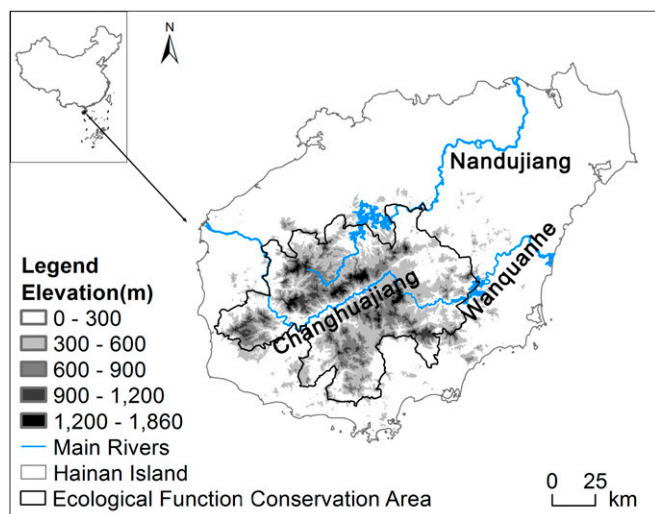 N
Nandujiang
Wanquanhe
Changhuajiang
Legend
Elevation(m)
0 - 300
300 - 600
600 - 900
900 - 1,200
1,200 - 1,860
Main Rivers
Hainan Island
Ecological Function Conservation Area
0 25
km